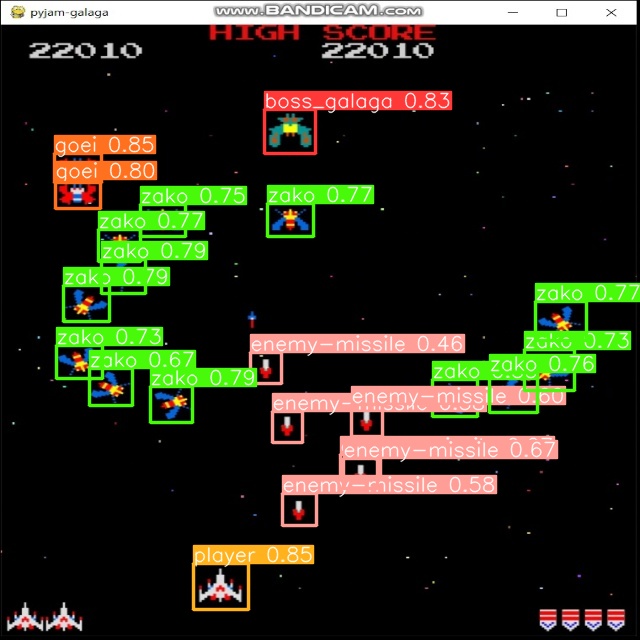 pyjam-galaga
www.BANDICAM.com
HIGH SCORE
22010
22010
boss_galaga 0.83
goei 0.85
goei 0.80
zako 0.75
zako 0.77
zako 0.77
zako 0.79
zako 0.79
zako 0.77
zako 0.73
zako 0.73
enemy-missile 0.46
zako 0.67
zako 0.76
zako 0.79
zako
enemy-missile 0.60
enemy-missile 0.67
enemy-missile 0.58
player 0.85